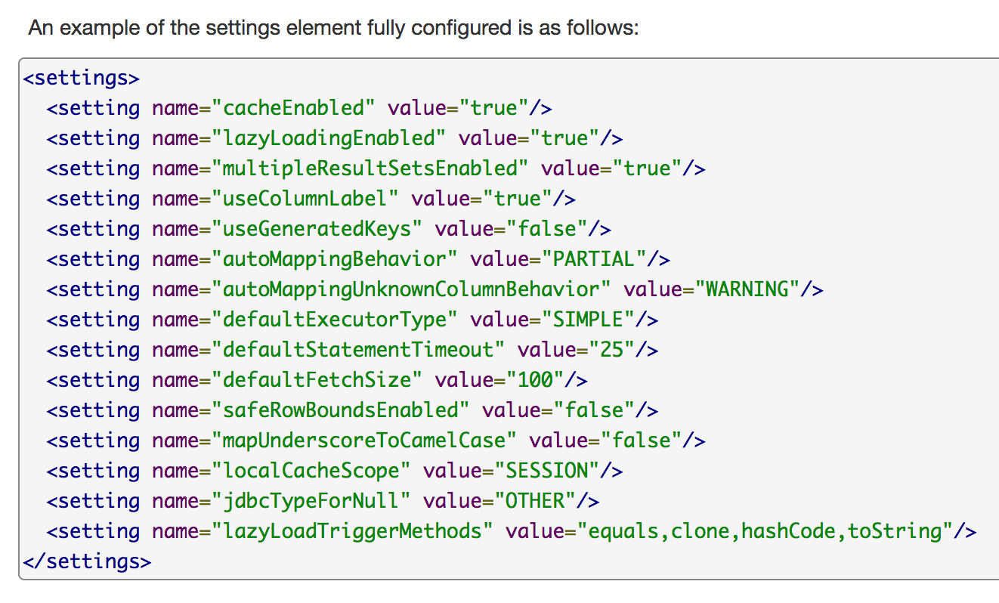 An example of the settings element fully configured is as follows:
<settings>
  <setting name="cacheEnabled" value="true"/>
  <setting name="lazyLoadingEnabled" value="true"/>
  <setting name="multipleResultSetsEnabled" value="true"/>
  <setting name="useColumnLabel" value="true"/>
  <setting name="useGeneratedKeys" value="false"/>
  <setting name="autoMappingBehavior" value="PARTIAL"/>
  <setting name="autoMappingUnknownColumnBehavior" value="WARNING"/>
  <setting name="defaultExecutorType" value="SIMPLE"/>
  <setting name="defaultStatementTimeout" value="25"/>
  <setting name="defaultFetchSize" value="100"/>
  <setting name="safeRowBoundsEnabled" value="false"/>
  <setting name="mapUnderscoreToCamelCase" value="false"/>
  <setting name="localCacheScope" value="SESSION"/>
  <setting name="jdbcTypeForNull" value="OTHER"/>
  <setting name="lazyLoadTriggerMethods" value="equals,clone,hashCode,toString"/>
</settings>